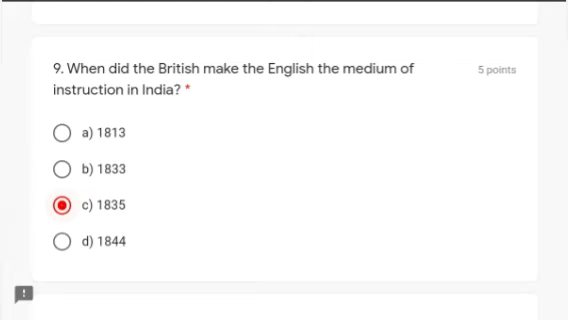 9. When did the British make the English the medium of
instruction in India? *
5 points
a) 1813
b) 1833
c) 1835
d) 1844